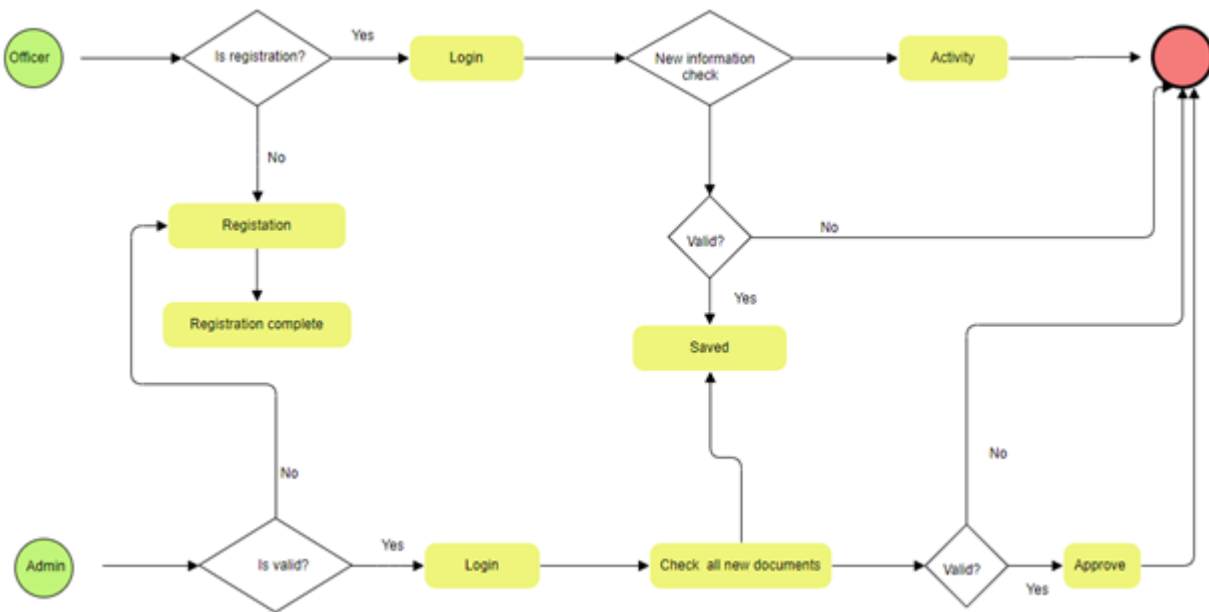 Officer
Is registration?
Yes
Login
New information
check
Activity
No
Registation
Valid?
No
Yes
Registration complete
Saved
No
No
Admin
Is valid?
Yes
Login
Check all new documents
Valid?
Yes
Approve